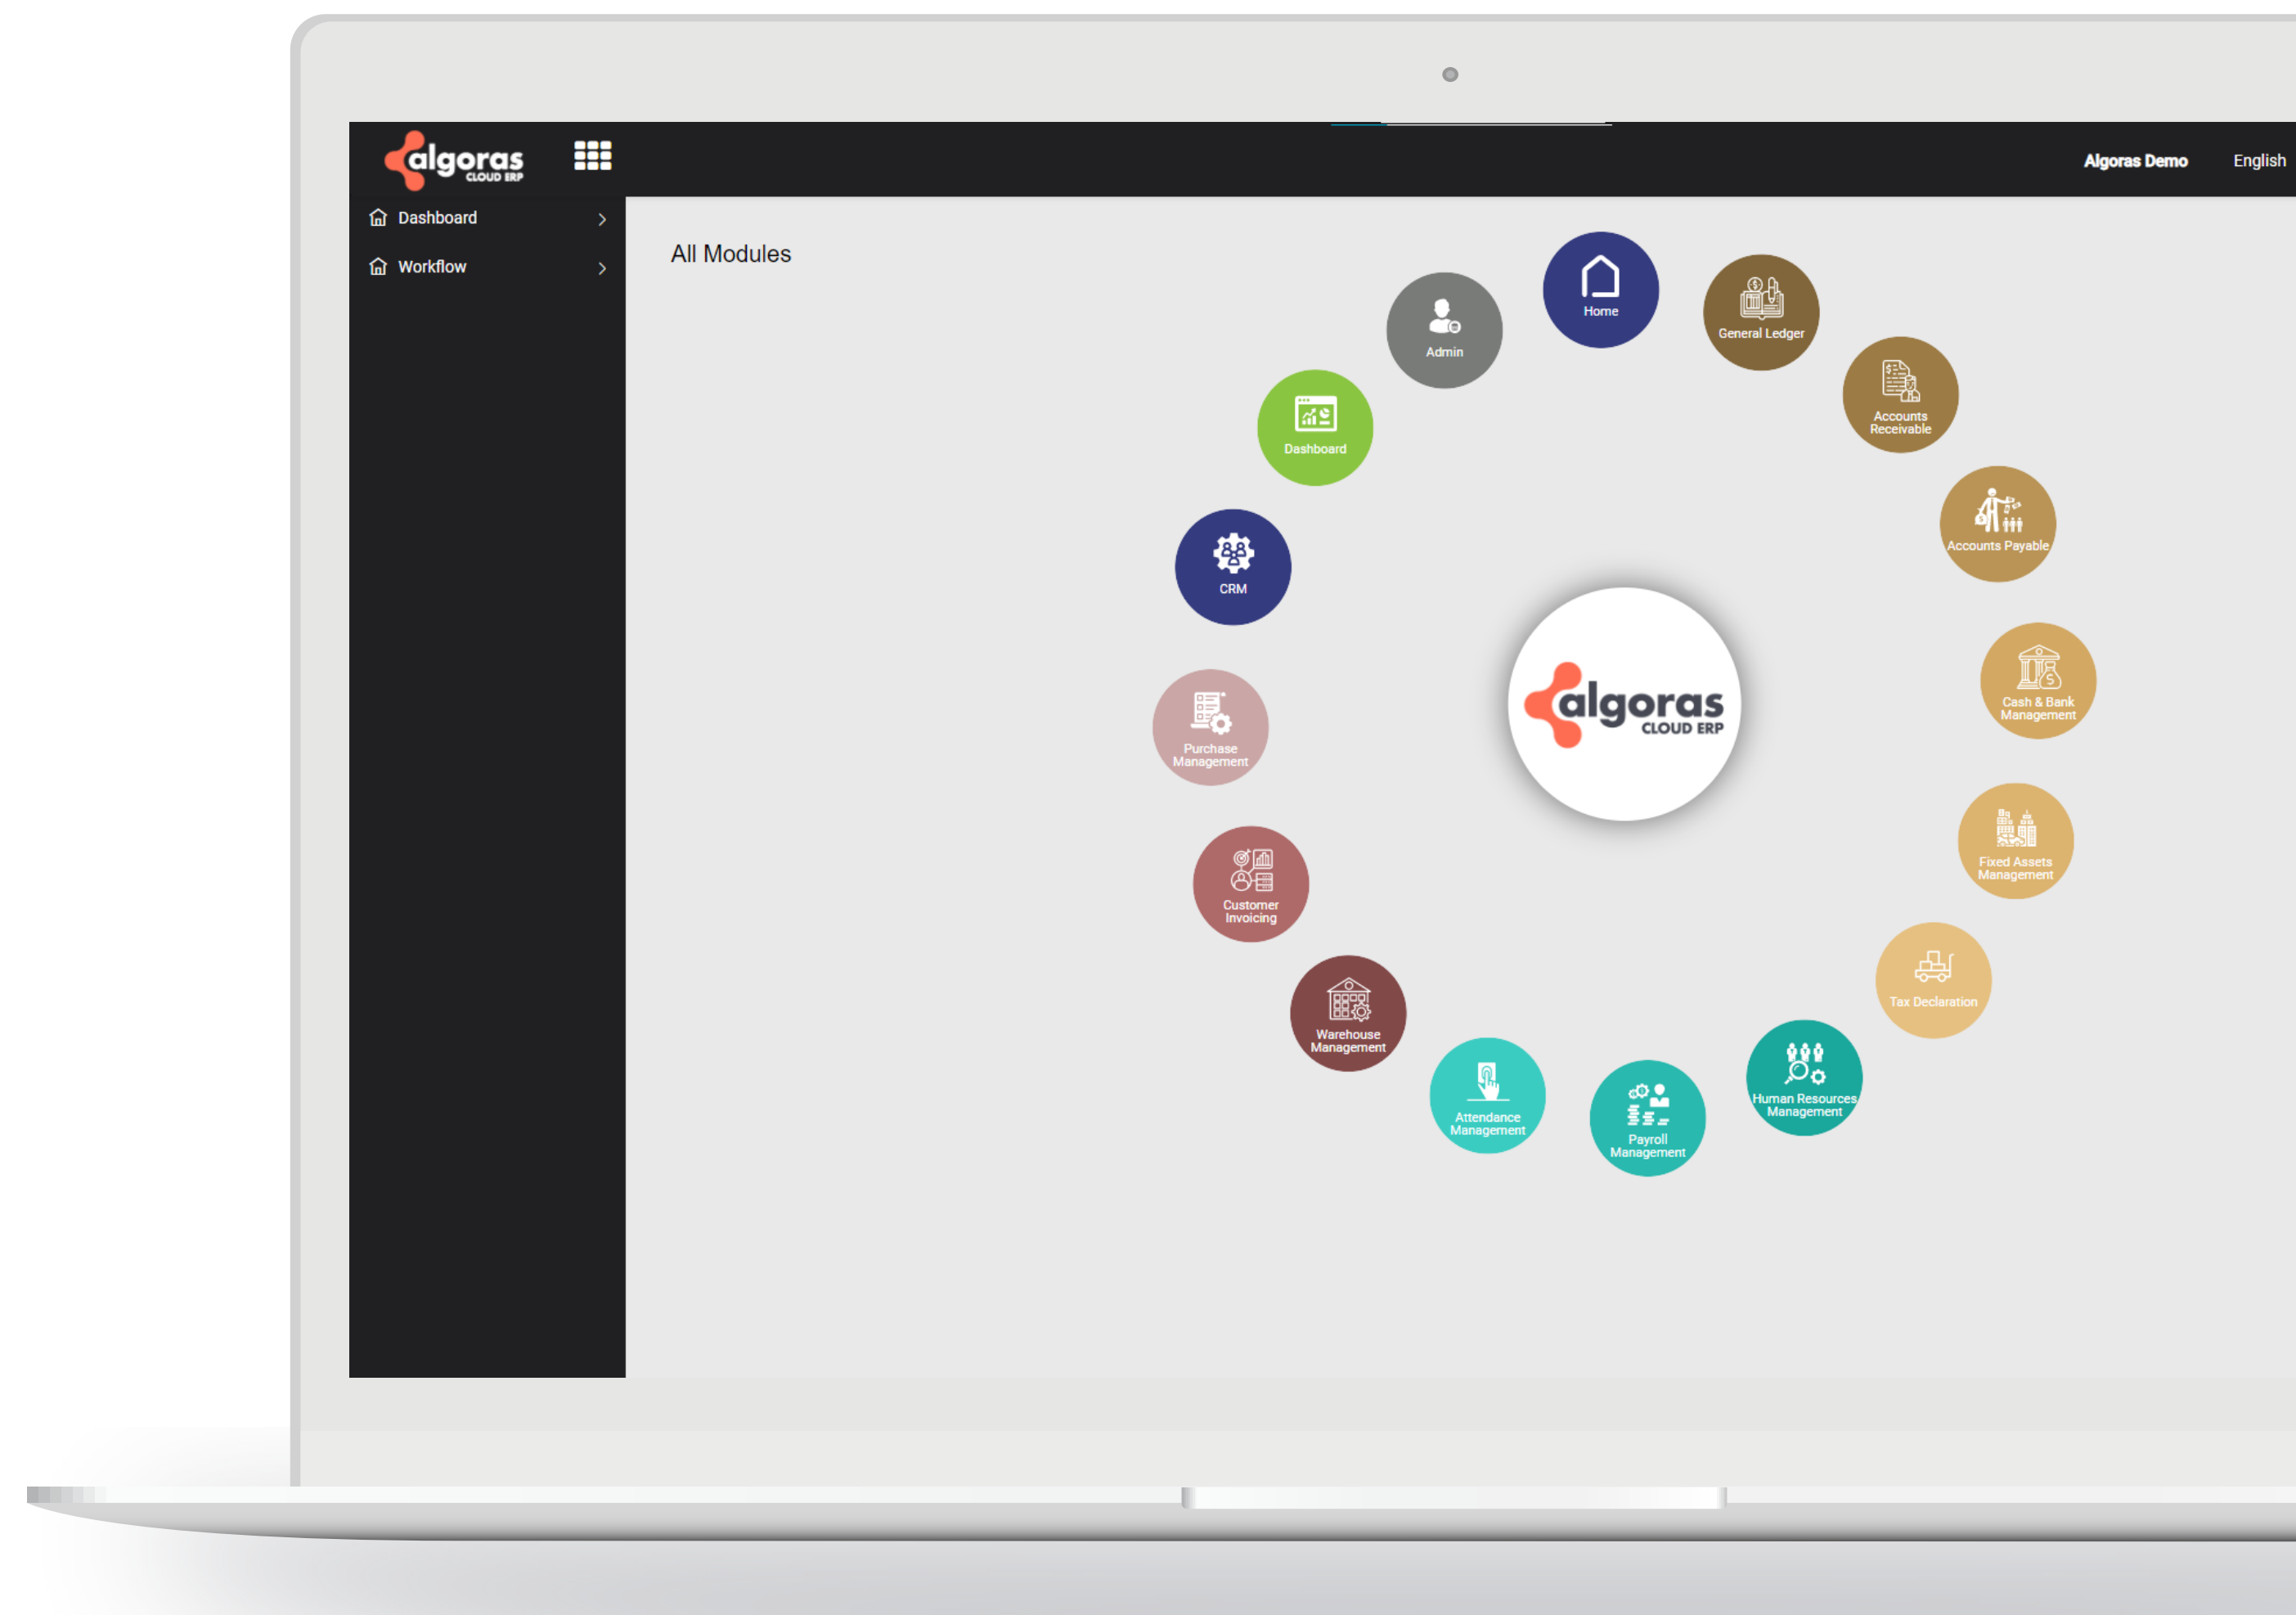 algoras
CLOUD ERP
Algoras Demo
English
Dashboard
Workflow
All Modules
Home
General Ledger
Accounts
Receivable
Accounts Payable
Cash & Bank
Management
Fixed Assets
Management
Tax Declaration
Human Resources
Management
Payroll
Management
Attendance
Management
Warehouse
Management
Customer
Invoicing
Purchase
Management
CRM
Dashboard
Admin
algoras
CLOUD ERP